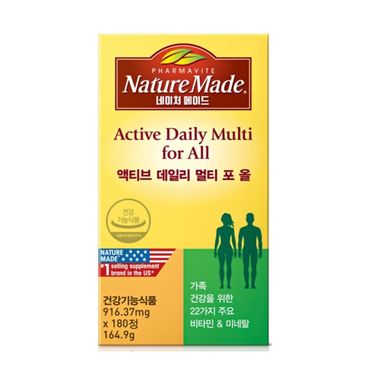 PHARMAVITE
Nature Made®
네이처 메이드
Active Daily Multi
for All
액티브 데일리 멀티 포 올
건강
기능식품
NATURE
MADE
#1 selling supplement
brand in the US*
건강기능식품
916.37mg
x 180정
164.9g
가족
건강을 위한
22가지 주요
비타민 & 미네랄